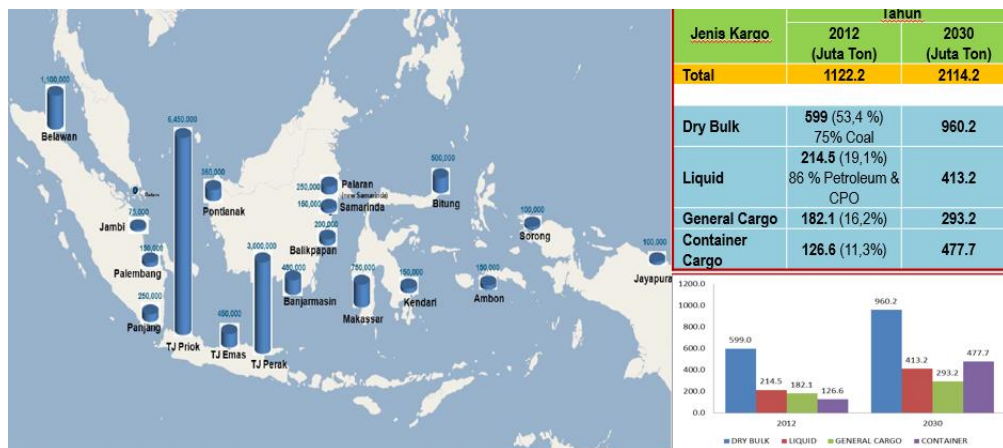 1,100,000
Belawan
6,450,000
Batam
350,000
Pontianak
75,000
Jambi
150,000
Palembang
250,000
Panjang
TJ Priok
450,000
TJ Emas
3,000,000
TJ Perak
250,000
Palaran
(new Samarinda)
Samarinda
Balikpapan
Banjarmasin
750,000
Makassar
150,000
Kendari
500,000
Bitung
150,000
Ambon
100,000
Sorong
100,000
Jayapura
Jenis Kargo
Tahun
2012
(Juta Ton)
2030
(Juta Ton)
Total 1122.2 2114.2
Dry Bulk 599 (53,4 %) 960.2
75% Coal
Liquid 214.5 (19,1%) 413.2
86 % Petroleum &
CPO
General Cargo 182.1 (16,2%) 293.2
Container
Cargo 126.6 (11,3%) 477.7
1200.0
1000.0
800.0
600.0
400.0
200.0
0.0
599.0
214.5
182.1
126.6
960.2
413.2
293.2
477.7
2012
2030
DRY BULK LIQUID GENERAL CARGO CONTAINER